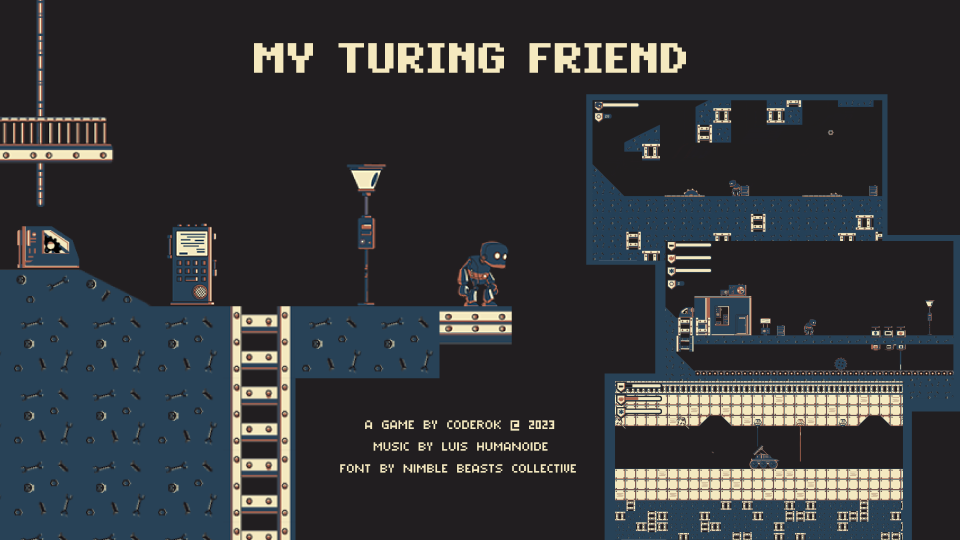 MY TURING FRIEND
A GAME BY CODEROK @ 2023
MUSIC BY LUIS HUMANOIDE
FONT BY NIMBLE BEASTS COLLECTIVE